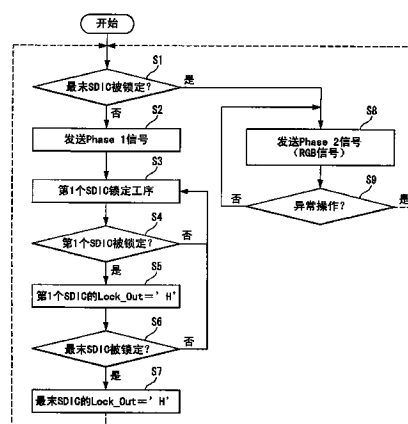 开始
S1
最末SDIC被锁定?
是
否
S2
发送Phase 1信号
S3
第1个SDIC锁定工序
S4
第1个SDIC被锁定?
否
是
S5
第1个SDIC的Lock_Out=' H'
S6
最末SDIC被锁定?
否
是
S7
最末SDIC的Lock_Out=' H'
S8
发送Phase 2信号
(RGB信号)
S9
异常操作?
否
是